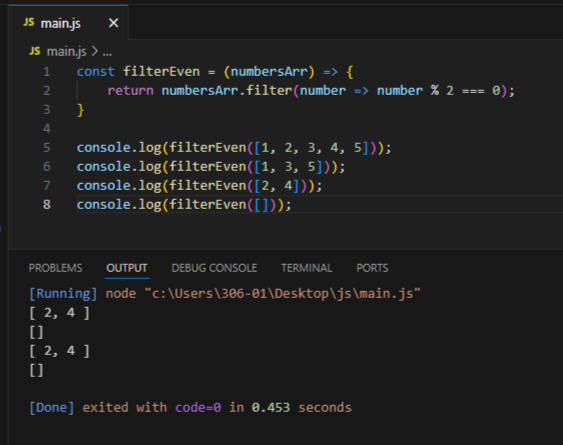 JS main.js ×
JS main.js > ...
1 const filterEven = (numbersArr) => {
2 return numbersArr.filter(number => number % 2 === 0);
3 }
4
5 console.log(filterEven([1, 2, 3, 4, 5]));
6 console.log(filterEven([1, 3, 5]));
7 console.log(filterEven([2, 4]));
8 console.log(filterEven([]));
PROBLEMS OUTPUT DEBUG CONSOLE TERMINAL PORTS
[Running] node "c:\Users\306-01\Desktop\js\main.js"
[ 2, 4 ]
[]
[ 2, 4 ]
[]
[Done] exited with code=0 in 0.453 seconds